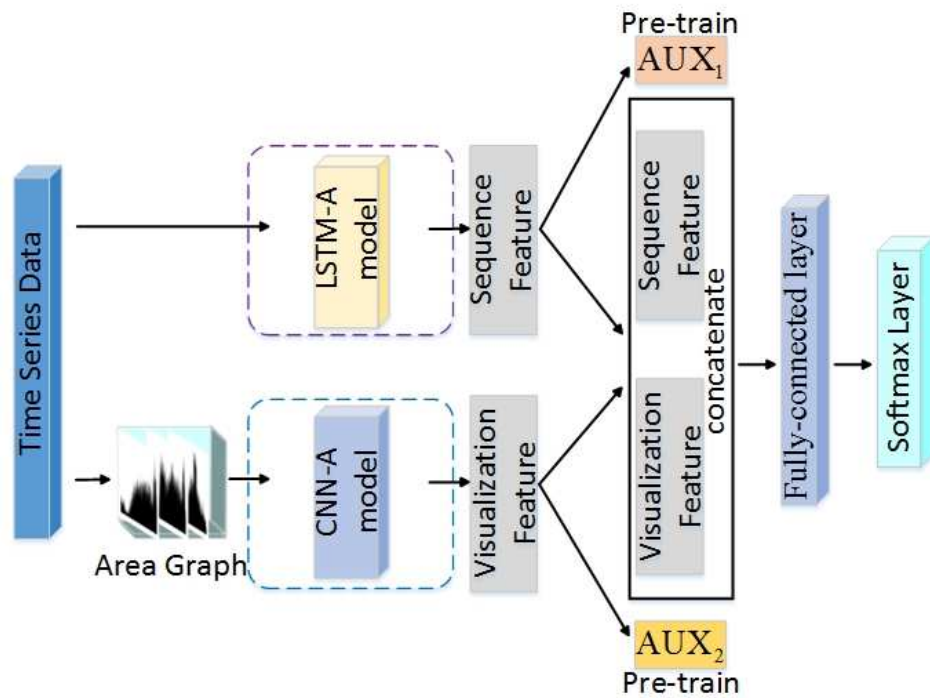 Pre-train
AUX1
Time Series Data
LSTM-A
model
Sequence
Feature
Sequence
Feature
concatenate
Fully-connected layer
Softmax Layer
Area Graph
CNN-A
model
Visualization
Feature
Visualization
Feature
AUX2
Pre-train